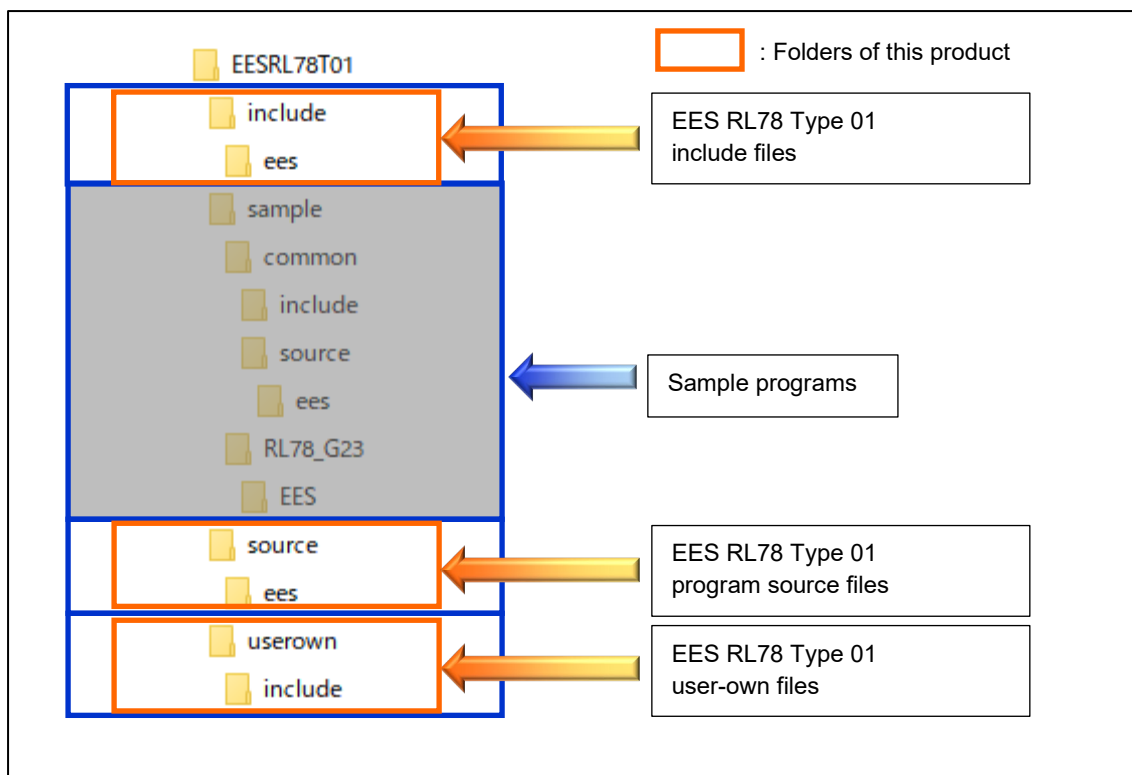 EESRL78T01
: Folders of this product
include
ees
EES RL78 Type 01
include files
sample
common
include
source
ees
RL78_G23
EES
Sample programs
source
ees
EES RL78 Type 01
program source files
userown
include
EES RL78 Type 01
user-own files